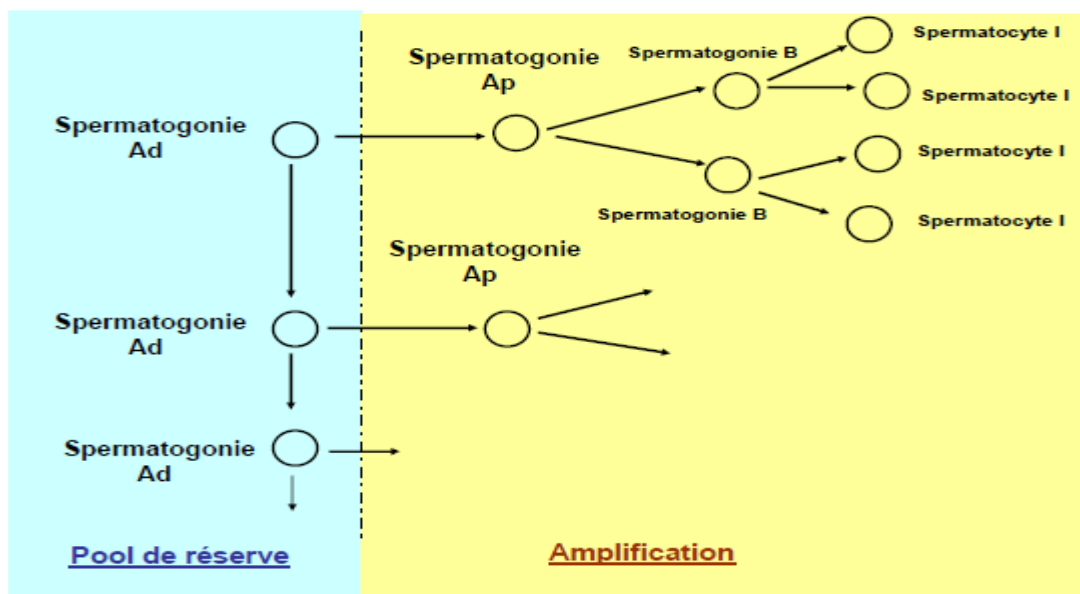 Spermatocyte I
Spermatogonie B
Spermatogonie
Ap
Spermatocyte I
Spermatogonie
Ad
Spermatocyte I
Spermatogonie B
Spermatocyte I
Spermatogonie
Ap
Spermatogonie
Ad
Spermatogonie
Ad
Pool de réserve
Amplification